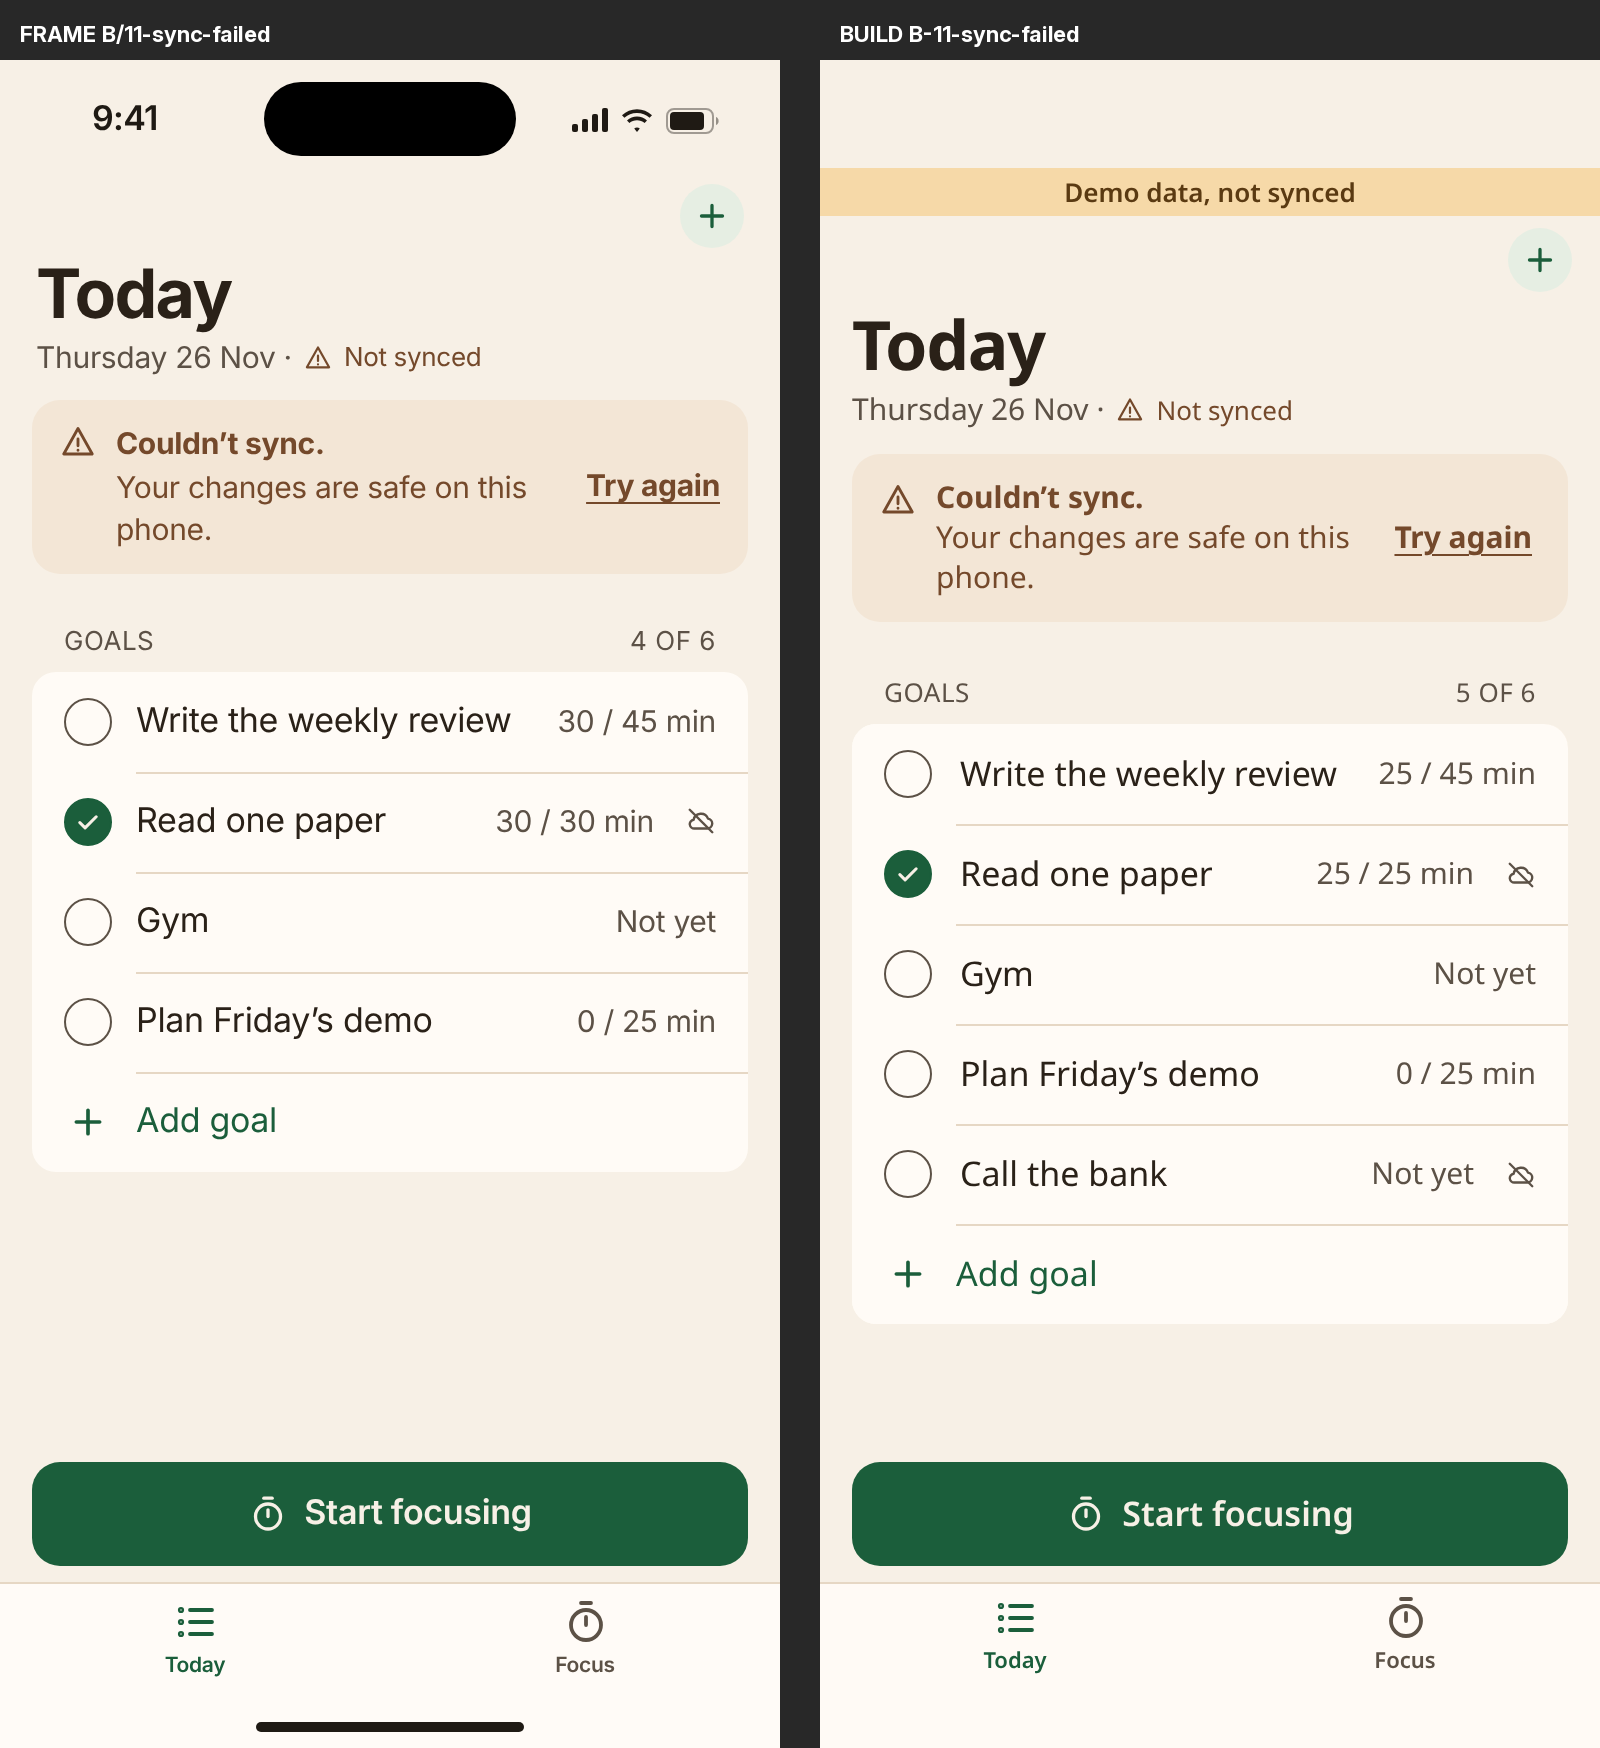 FRAME B/11-sync-failed
9:41
Today
Thursday 26 Nov · Not synced
Couldn’t sync.
Your changes are safe on this
phone.
Try again
GOALS 4 OF 6
Write the weekly review 30 / 45 min
Read one paper 30 / 30 min
Gym Not yet
Plan Friday’s demo 0 / 25 min
Add goal
Start focusing
Today Focus
BUILD B-11-sync-failed
Demo data, not synced
Today
Thursday 26 Nov · Not synced
Couldn’t sync.
Your changes are safe on this
phone.
Try again
GOALS 5 OF 6
Write the weekly review 25 / 45 min
Read one paper 25 / 25 min
Gym Not yet
Plan Friday’s demo 0 / 25 min
Call the bank Not yet
Add goal
Start focusing
Today Focus